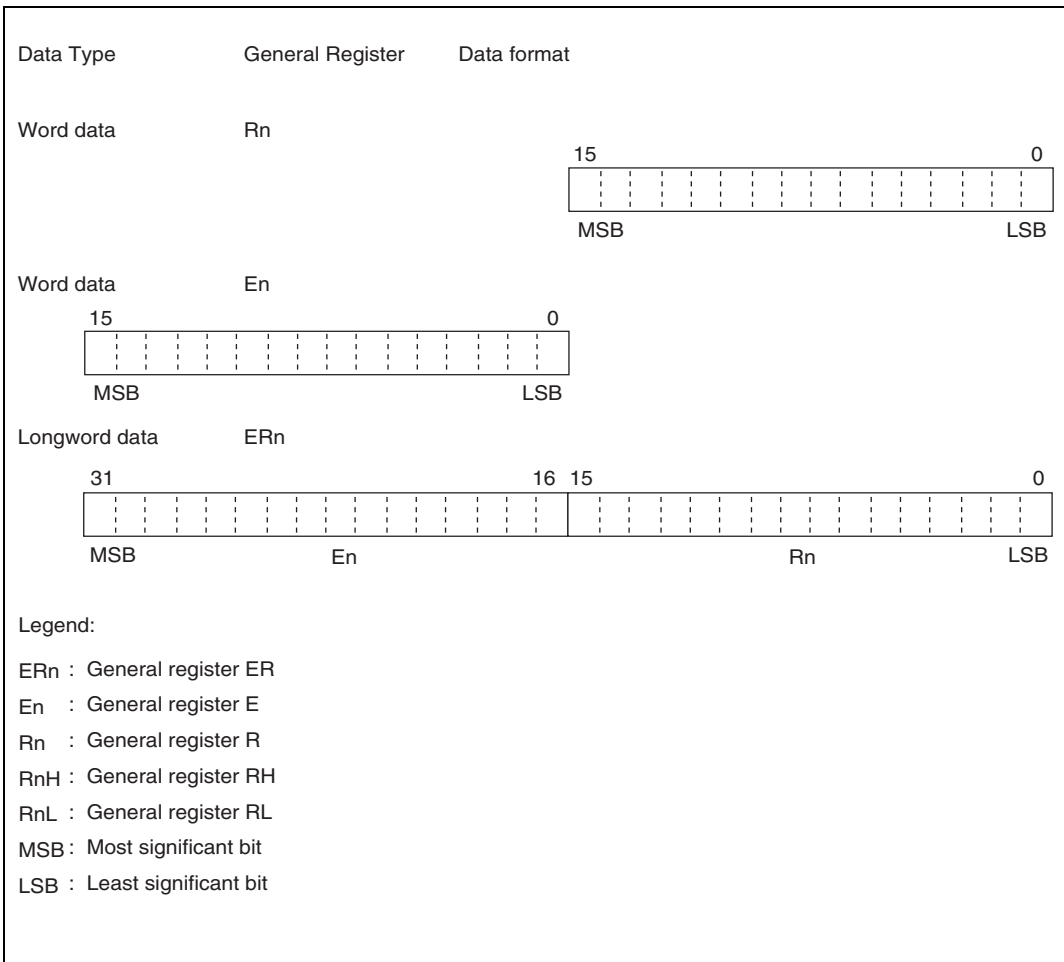 Data Type General Register Data format
Word data Rn
15 0
MSB LSB
Word data En
15 0
MSB LSB
Longword data ERn
31 16 15 0
MSB En Rn LSB
Legend:
ERn : General register ER
En : General register E
Rn : General register R
RnH : General register RH
RnL : General register RL
MSB : Most significant bit
LSB : Least significant bit